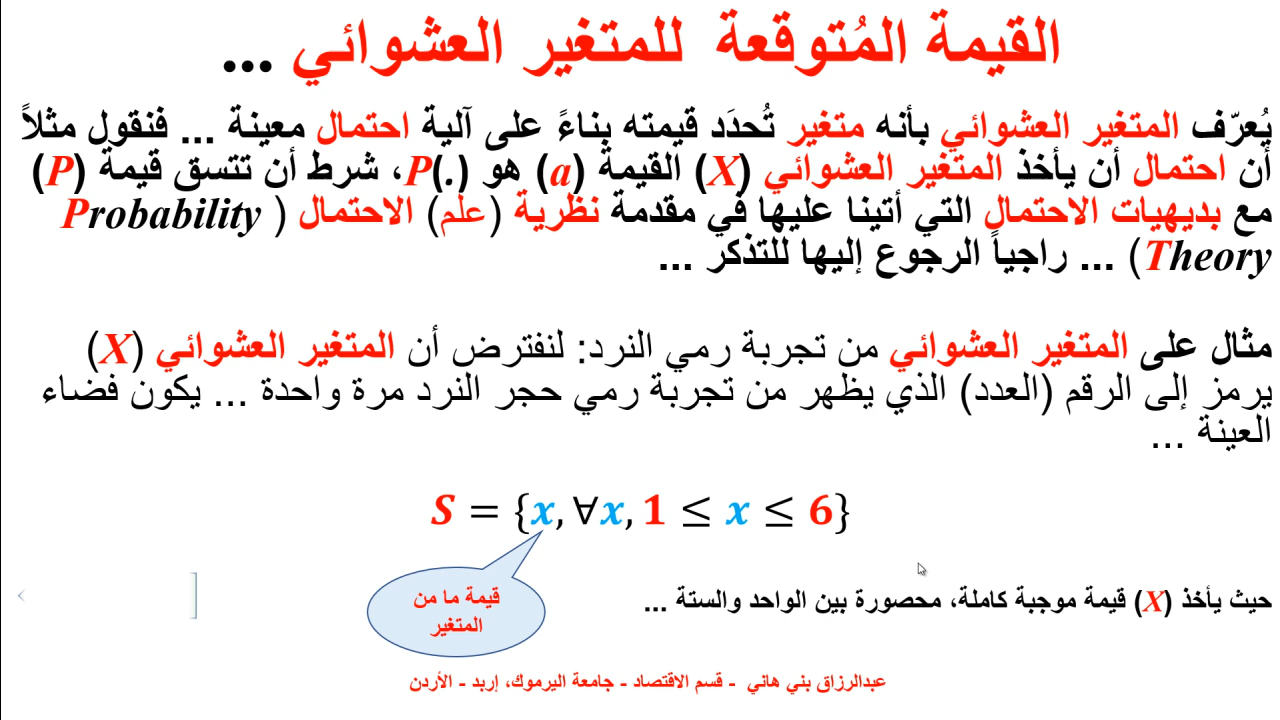 القيمة المُتوقعة للمتغير العشوائي ...
يُعرّف المتغير العشوائي بأنه متغير تُحدَد قيمته بناءً على آلية احتمال معينة ... فنقول مثلاً
أن احتمال أن يأخذ المتغير العشوائي (X) القيمة (a) هو P(.)، شرط أن تتسق قيمة (P)
مع بديهيات الاحتمال التي أتينا عليها في مقدمة نظرية (علم) الاحتمال ( Probability
Theory) ... راجياً الرجوع إليها للتذكر ...
مثال على المتغير العشوائي من تجربة رمي النرد: لنفترض أن المتغير العشوائي (X)
يرمز إلى الرقم (العدد) الذي يظهر من تجربة رمي حجر النرد مرة واحدة ... يكون فضاء
العينة ...
S = {x, ∀x, 1 ≤ x ≤ 6}
قيمة ما من
المتغير
حيث يأخذ (X) قيمة موجبة كاملة، محصورة بين الواحد والستة ...
عبدالرزاق بني هاني - قسم الاقتصاد - جامعة اليرموك، إربد - الأردن